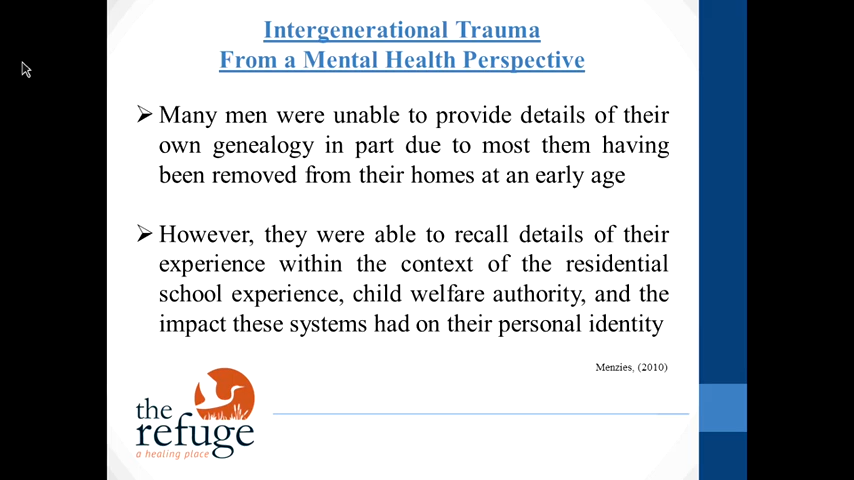 Intergenerational Trauma
From a Mental Health Perspective
➢ Many men were unable to provide details of their
own genealogy in part due to most them having
been removed from their homes at an early age
➢ However, they were able to recall details of their
experience within the context of the residential
school experience, child welfare authority, and the
impact these systems had on their personal identity
Menzies, (2010)
the
refuge
a healing place